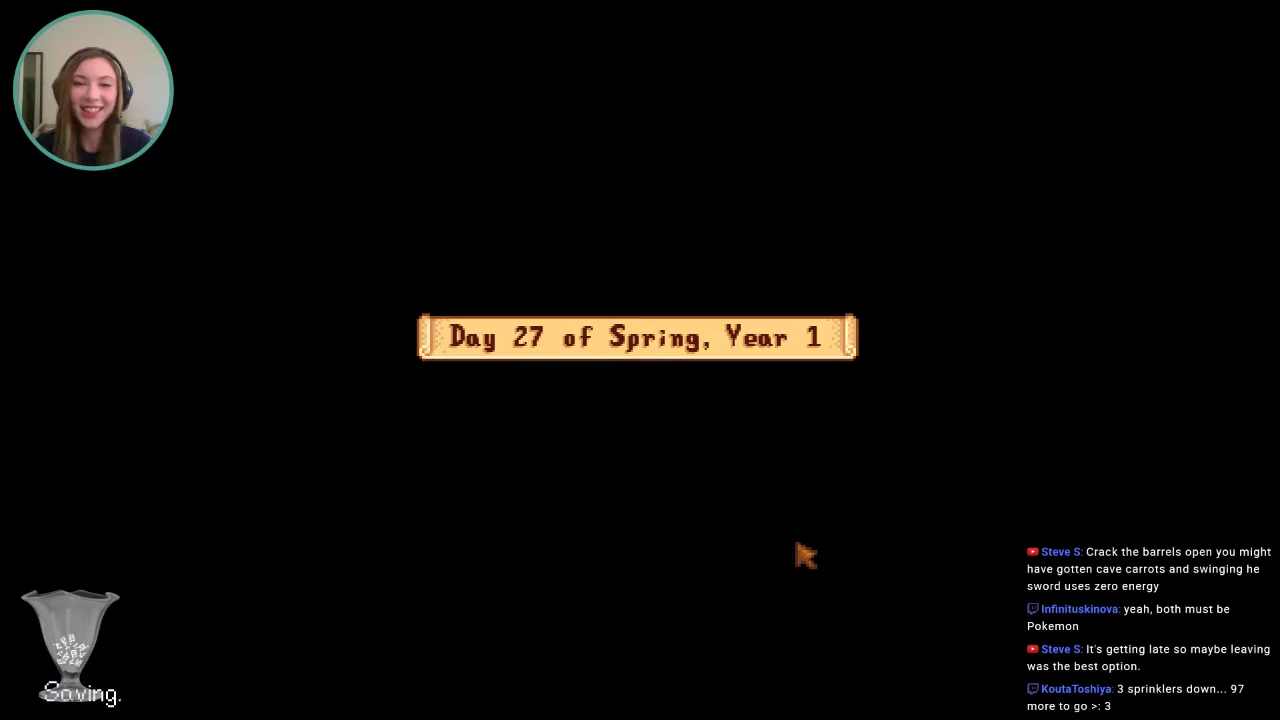 Day 27 of Spring, Year 1
Steve S: Crack the barrels open you might
have gotten cave carrots and swinging he
sword uses zero energy
Infinituskinova: yeah, both must be
Pokemon
Steve S: It's getting late so maybe leaving
was the best option.
KoutaToshiya: 3 sprinklers down... 97
more to go >: 3
Saving.